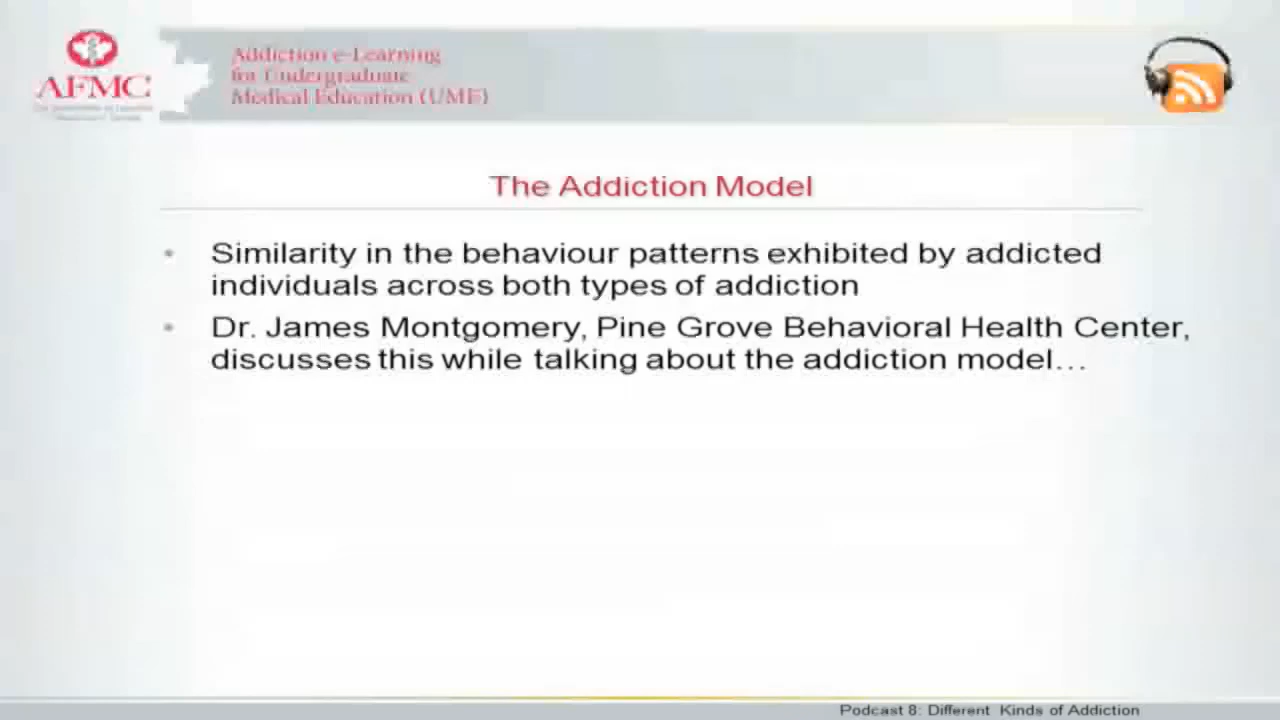 AFMC
Addiction e-Learning
for Undergraduate
Medical Education (UME)
The Addiction Model
• Similarity in the behaviour patterns exhibited by addicted
individuals across both types of addiction
• Dr. James Montgomery, Pine Grove Behavioral Health Center,
discusses this while talking about the addiction model…
Podcast 8: Different Kinds of Addiction